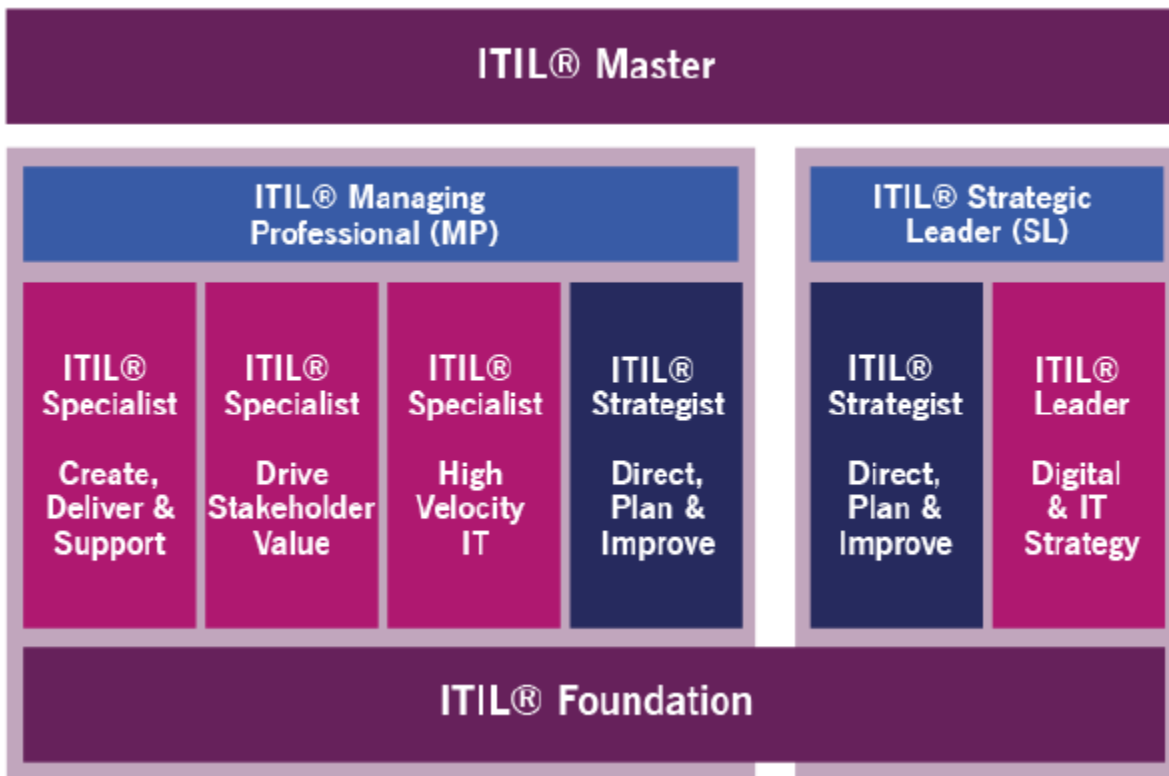 ITIL® Master
ITIL® Managing
Professional (MP)
ITIL® Strategic
Leader (SL)
ITIL®
Specialist
Create,
Deliver &
Support
ITIL®
Specialist
Drive
Stakeholder
Value
ITIL®
Specialist
High
Velocity
IT
ITIL®
Strategist
Direct,
Plan &
Improve
ITIL®
Strategist
Direct,
Plan &
Improve
ITIL®
Leader
Digital
& IT
Strategy
ITIL® Foundation